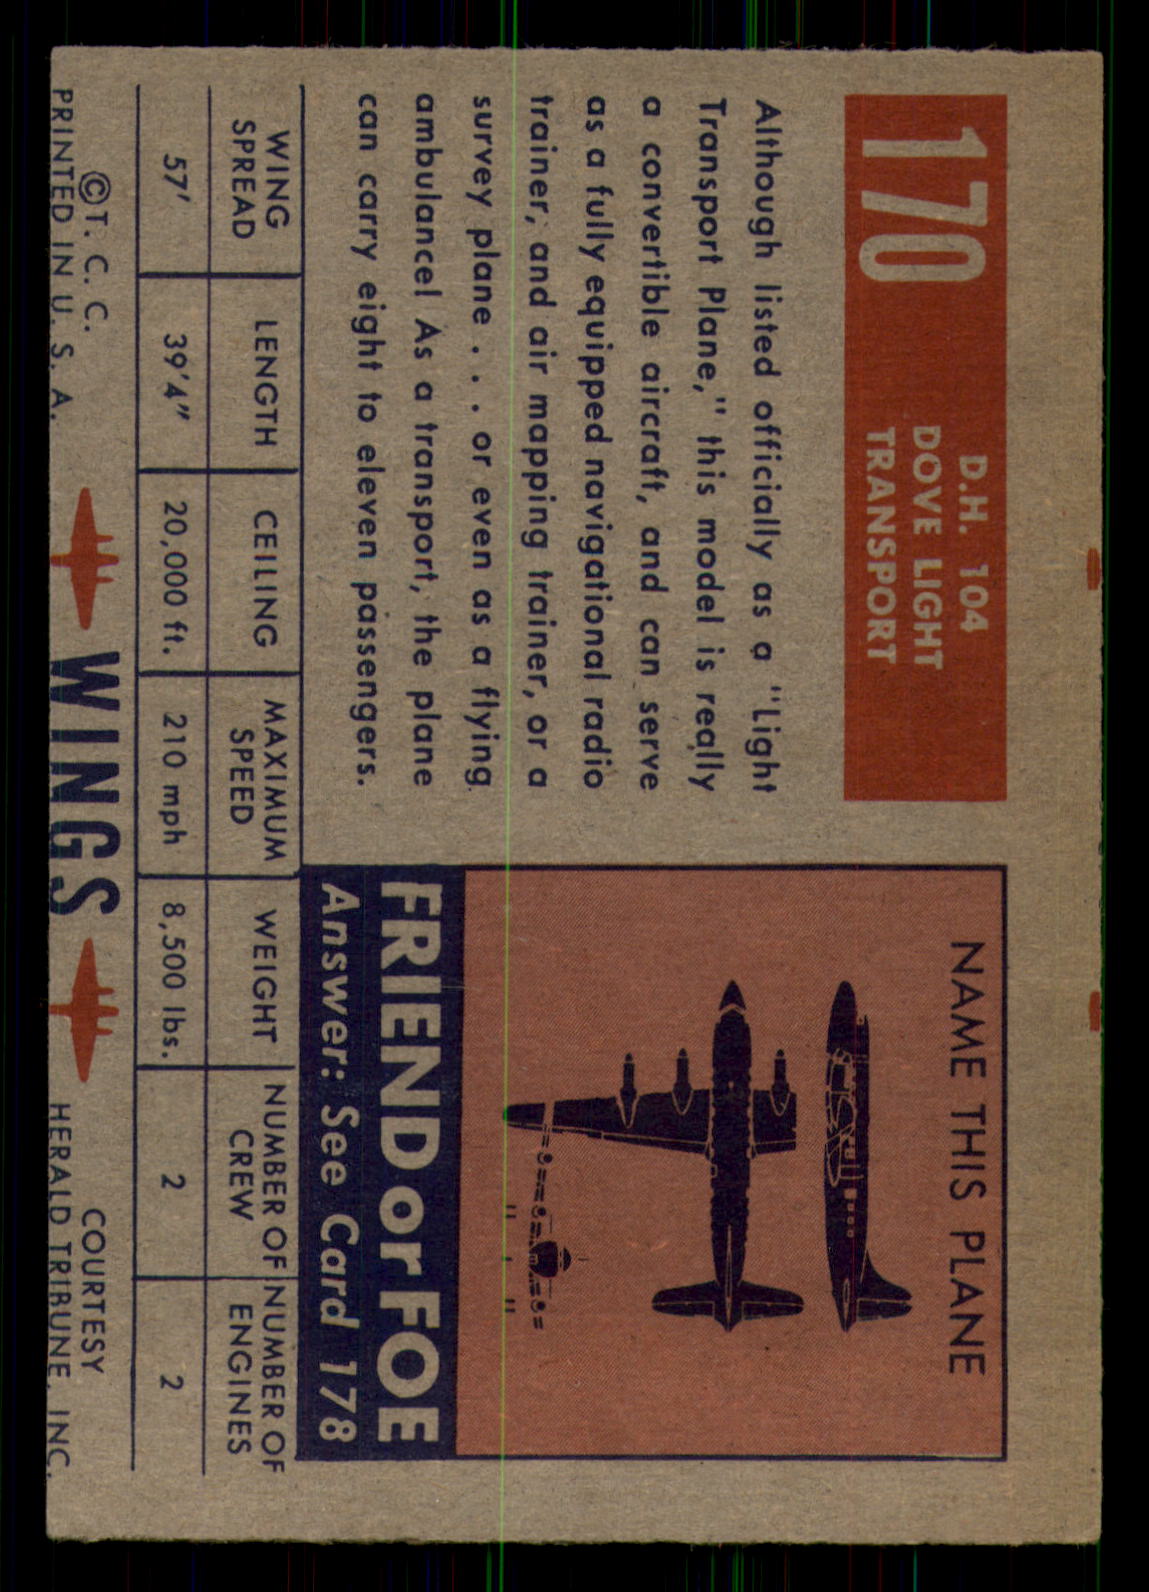 170
D.H. 104
DOVE LIGHT
TRANSPORT
Although listed officially as a "Light
Transport Plane," this model is really
a convertible aircraft, and can serve
as a fully equipped navigational radio
trainer, and air mapping trainer, or a
survey plane . . . or even as a flying
ambulance! As a transport, the plane
can carry eight to eleven passengers.
NAME THIS PLANE
FRIEND or FOE
Answer: See Card 178
WING SPREAD LENGTH CEILING MAXIMUM SPEED WEIGHT NUMBER OF CREW NUMBER OF ENGINES
57' 39'4" 20,000 ft. 210 mph 8,500 lbs. 2 2
©T. C. C.
PRINTED IN U. S. A.
WINGS
COURTESY
HERALD TRIBUNE, INC.